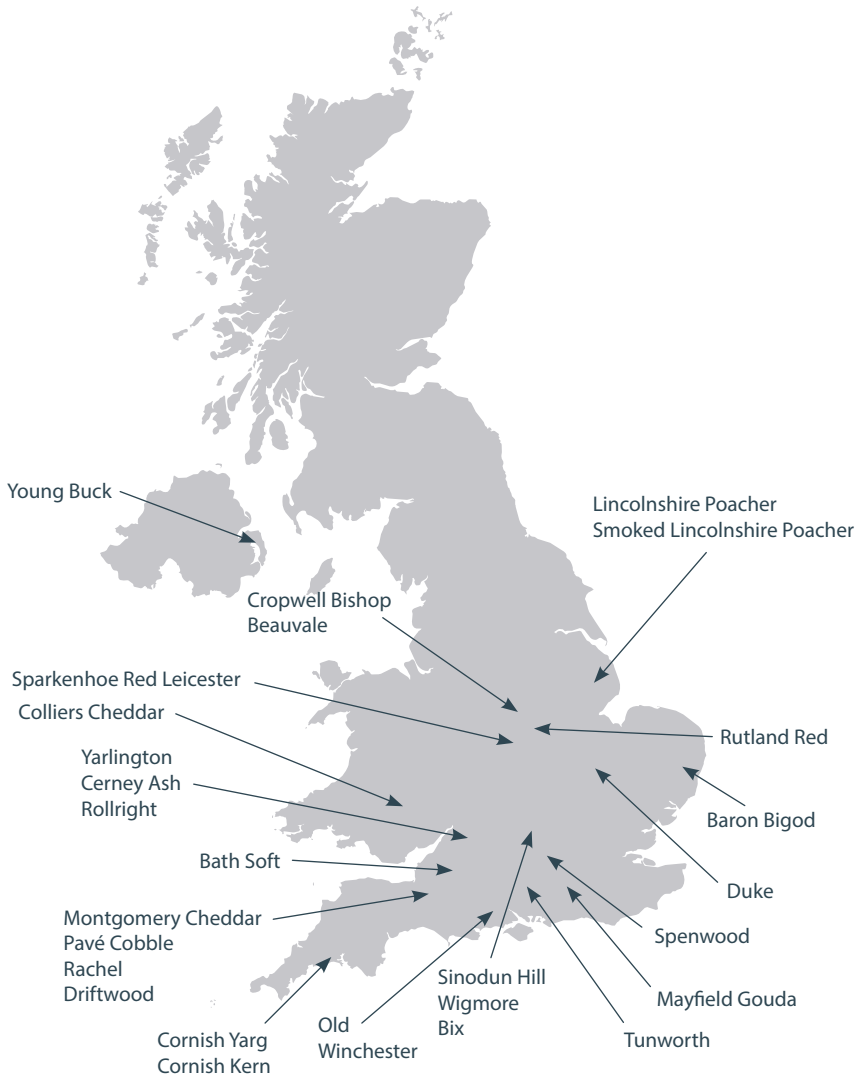 Young Buck
Lincolnshire Poacher
Smoked Lincolnshire Poacher
Cropwell Bishop
Beauvale
Sparkenhoe Red Leicester
Colliers Cheddar
Rutland Red
Yarlington
Cerney Ash
Rollright
Baron Bigod
Bath Soft
Duke
Montgomery Cheddar
Pavé Cobble
Rachel
Driftwood
Spenwood
Sinodun Hill
Wigmore
Bix
Mayfield Gouda
Old
Winchester
Tunworth
Cornish Yarg
Cornish Kern